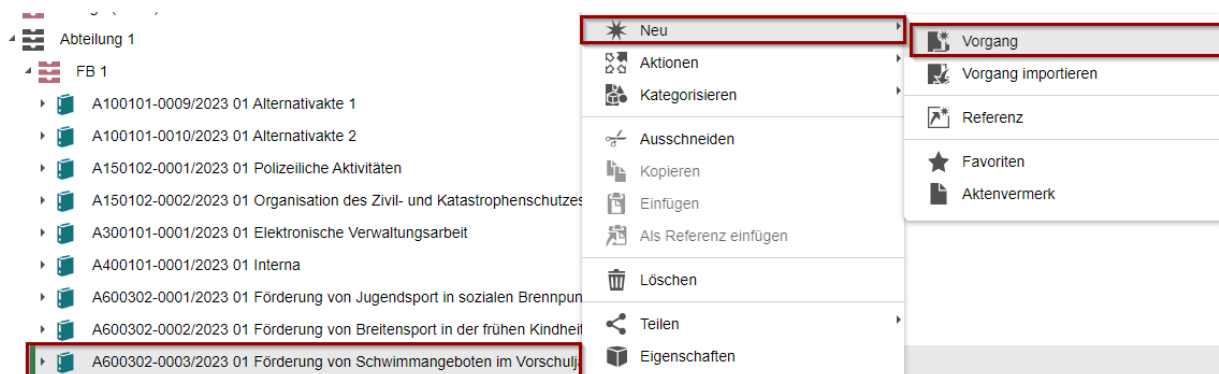 Abteilung 1
FB 1
A100101-0009/2023 01 Alternativakte 1
A100101-0010/2023 01 Alternativakte 2
A150102-0001/2023 01 Polizeiliche Aktivitäten
A150102-0002/2023 01 Organisation des Zivil- und Katastrophenschutzes
A300101-0001/2023 01 Elektronische Verwaltungsarbeit
A400101-0001/2023 01 Interna
A600302-0001/2023 01 Förderung von Jugendsport in sozialen Brennpun
A600302-0002/2023 01 Förderung von Breitensport in der frühen Kindheit
A600302-0003/2023 01 Förderung von Schwimmangeboten im Vorschulj
Neu
Aktionen
Kategorisieren
Ausschneiden
Kopieren
Einfügen
Als Referenz einfügen
Löschen
Teilen
Eigenschaften
Vorgang
Vorgang importieren
Referenz
Favoriten
Aktenvermerk